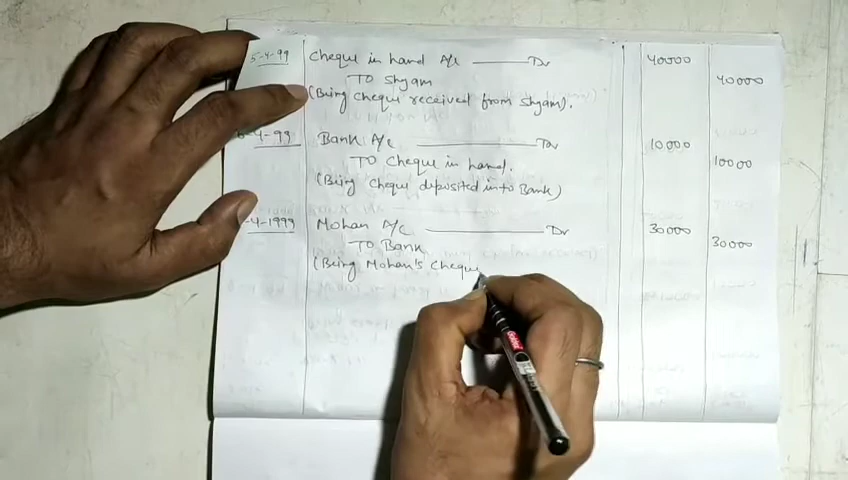 5-4-99 Cheque in hand A/c Dr 40000
TO Shyam 40000
(Being cheque received from Shyam).
-4-99 Bank A/c Dr 10000
TO Cheque in hand. 10000
(Being Cheque deposited into Bank)
-4-1999 Mohan A/c Dr 30000
TO Bank 30000
(Being Mohan's Cheque